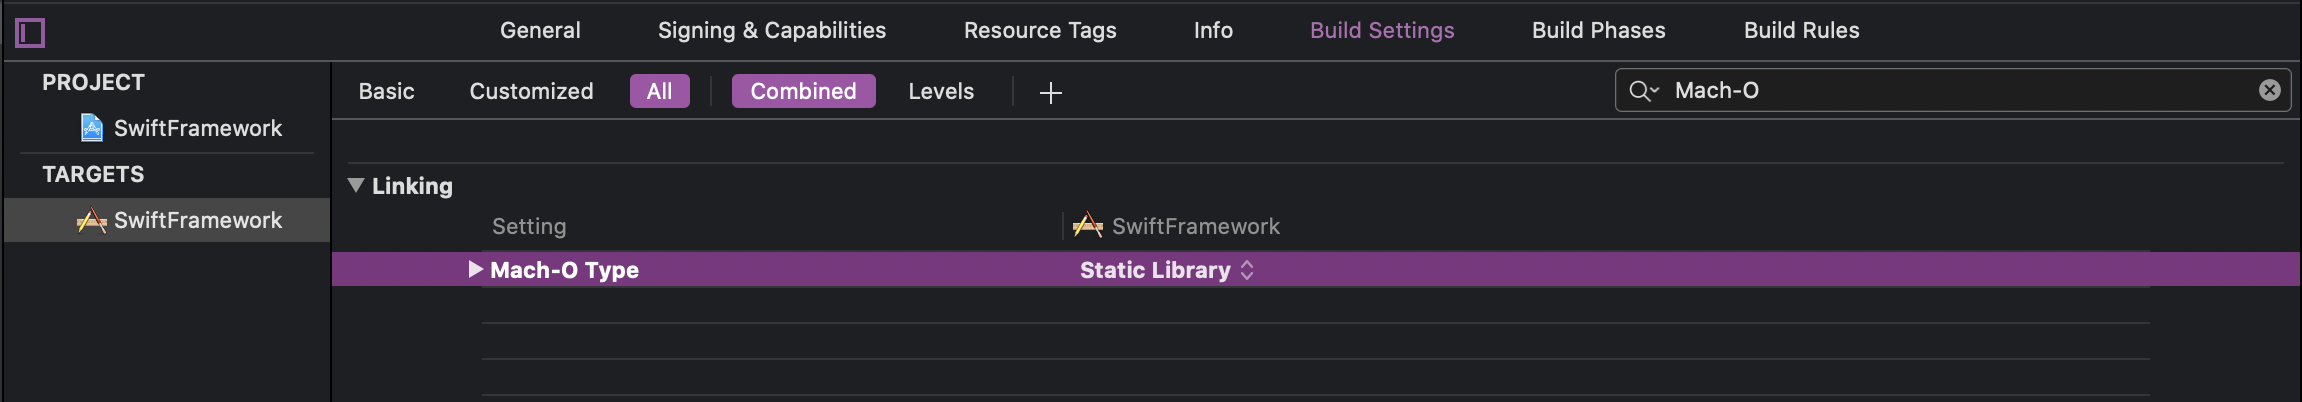 General Signing & Capabilities Resource Tags Info Build Settings Build Phases Build Rules
PROJECT
SwiftFramework
TARGETS
SwiftFramework
Basic Customized All Combined Levels
Mach-O
Linking
Setting SwiftFramework
Mach-O Type Static Library